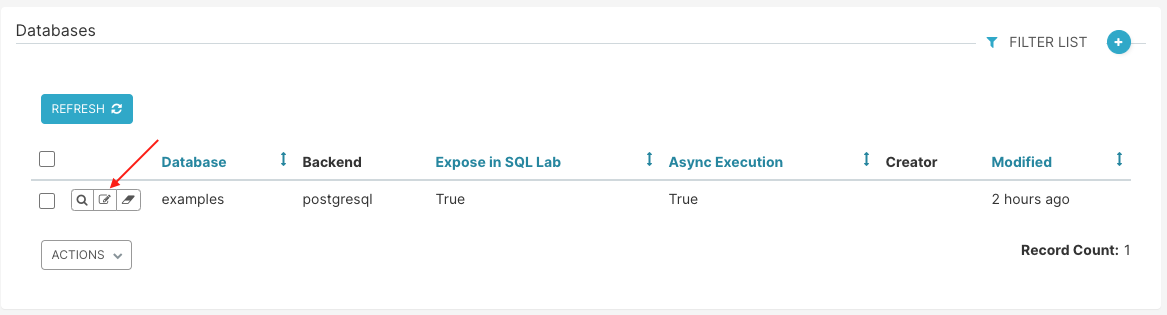 Databases
FILTER LIST
REFRESH
Database Backend Expose in SQL Lab Async Execution Creator Modified
examples postgresql True True 2 hours ago
ACTIONS
Record Count: 1